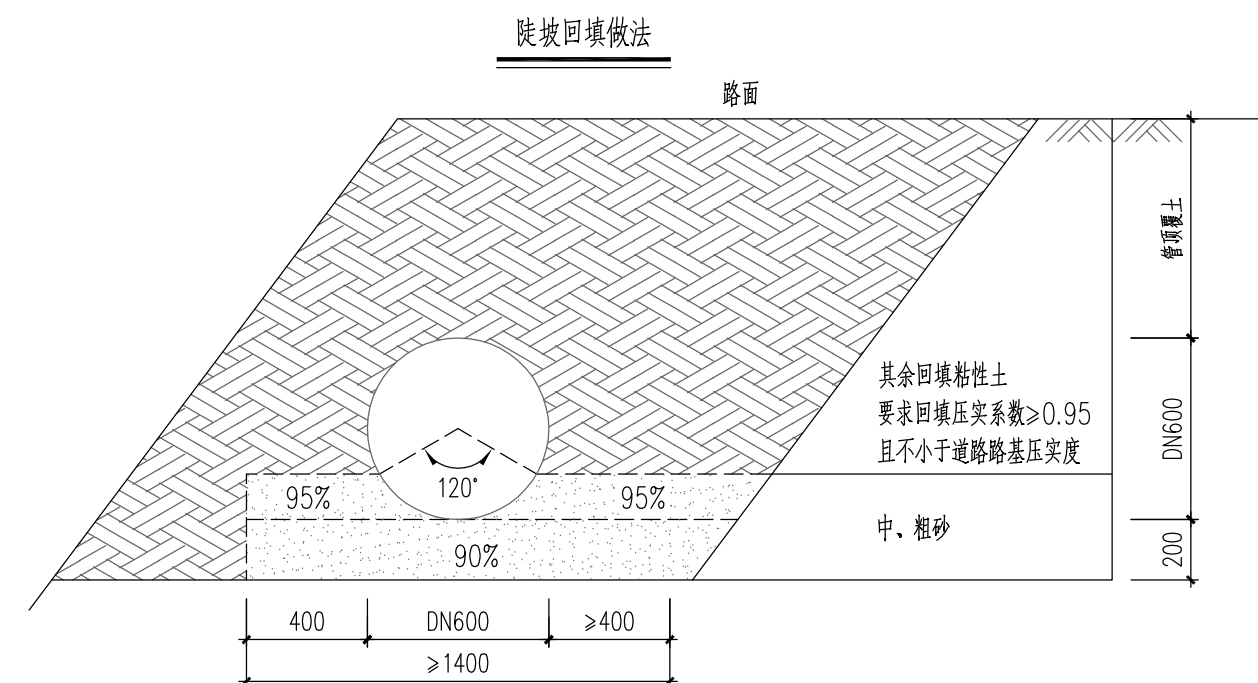 陡坡回填做法
路面
管顶覆土
其余回填粘性土
要求回填压实系数≥0.95
且不小于道路路基压实度
DN600
120°
95%
95%
中、粗砂
90%
200
400
DN600
≥400
≥1400